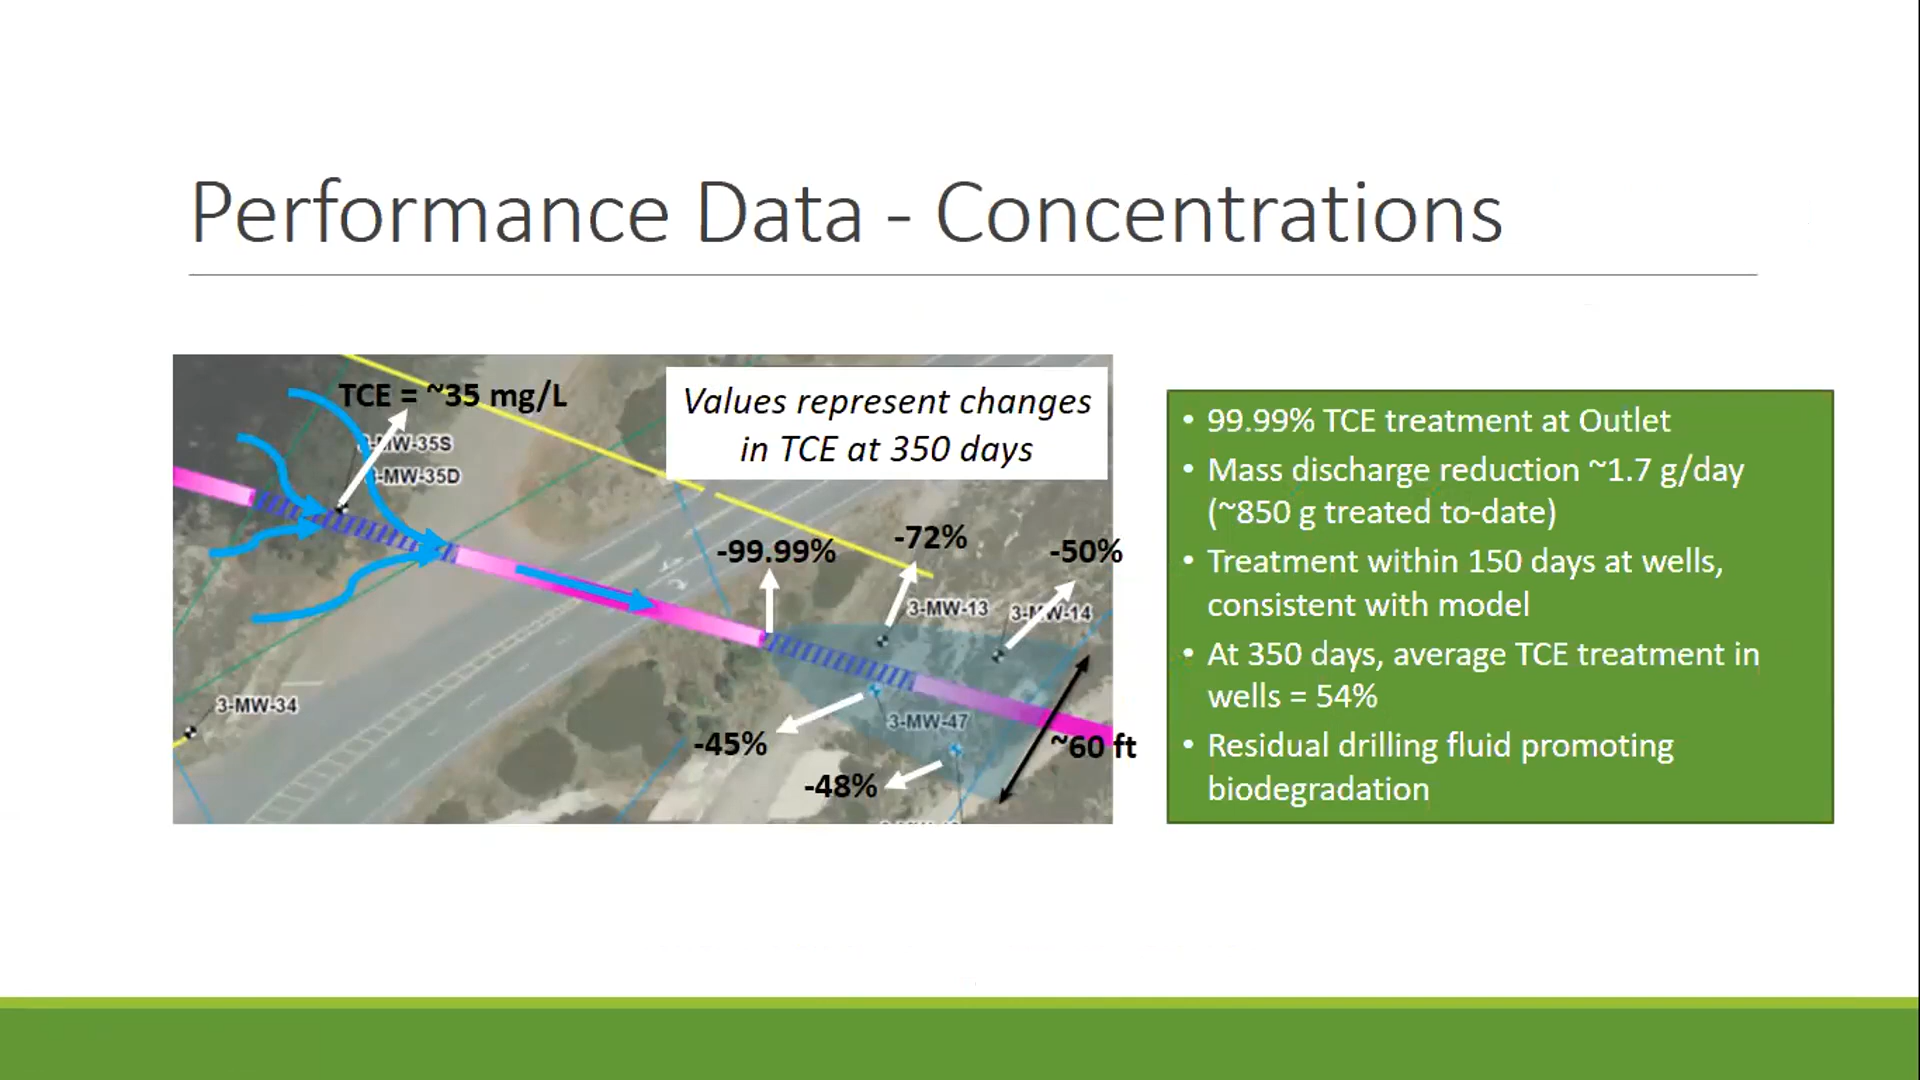 Performance Data - Concentrations
TCE = ~35 mg/L
Values represent changes
in TCE at 350 days
3-MW-35D
-99.99%
-72%
-50%
3-MW-13
3-MW-14
3-MW-34
3-MW-47
-45%
~60 ft
-48%
• 99.99% TCE treatment at Outlet
• Mass discharge reduction ~1.7 g/day
(~850 g treated to-date)
• Treatment within 150 days at wells,
consistent with model
• At 350 days, average TCE treatment in
wells = 54%
• Residual drilling fluid promoting
biodegradation